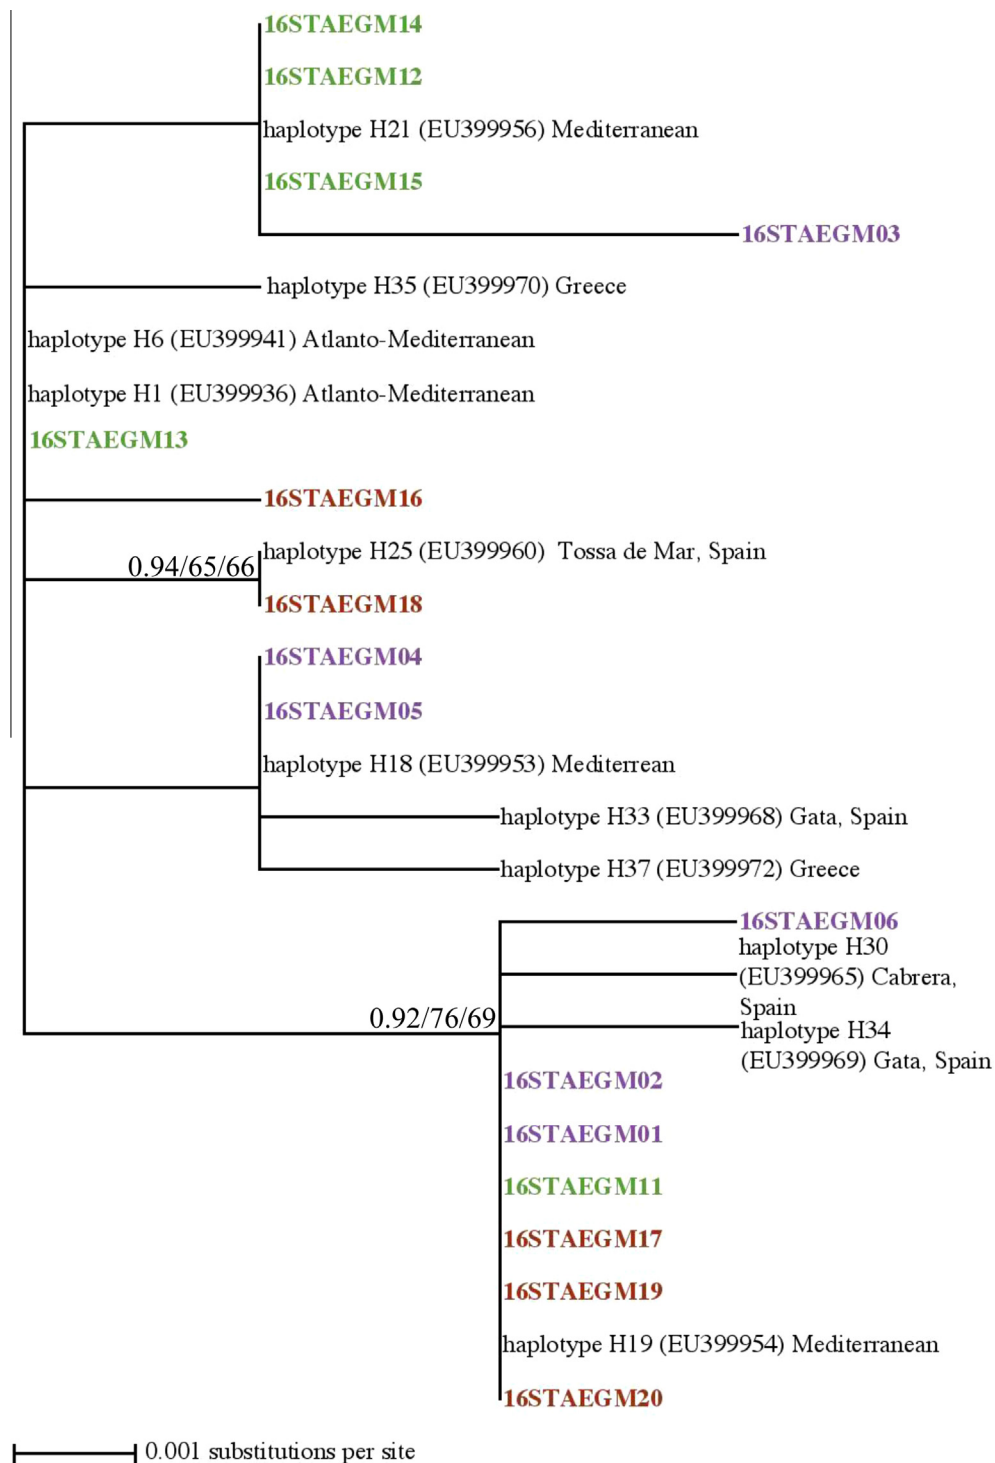 16STAEGM14
16STAEGM12
haplotype H21 (EU399956) Mediterranean
16STAEGM15
16STAEGM03
haplotype H35 (EU399970) Greece
haplotype H6 (EU399941) Atlanto-Mediterranean
haplotype H1 (EU399936) Atlanto-Mediterranean
16STAEGM13
16STAEGM16
haplotype H25 (EU399960) Tossa de Mar, Spain
0.94/65/66
16STAEGM18
16STAEGM04
16STAEGM05
haplotype H18 (EU399953) Mediterrean
haplotype H33 (EU399968) Gata, Spain
haplotype H37 (EU399972) Greece
16STAEGM06
haplotype H30
(EU399965) Cabrera,
Spain
0.92/76/69
haplotype H34
(EU399969) Gata, Spain
16STAEGM02
16STAEGM01
16STAEGM11
16STAEGM17
16STAEGM19
haplotype H19 (EU399954) Mediterranean
16STAEGM20
0.001 substitutions per site